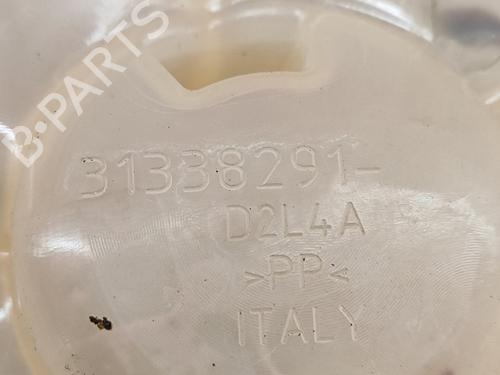 B-PARTS
31338291-
D2L4A
>PP<
ITALY